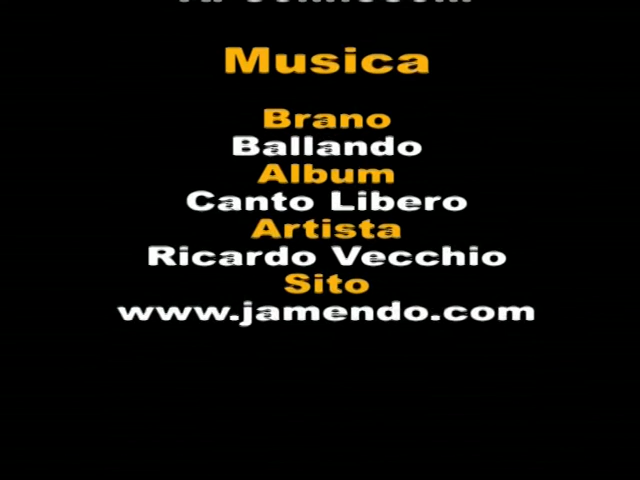 Musica
Brano
Ballando
Album
Canto Libero
Artista
Ricardo Vecchio
Sito
www.jamendo.com